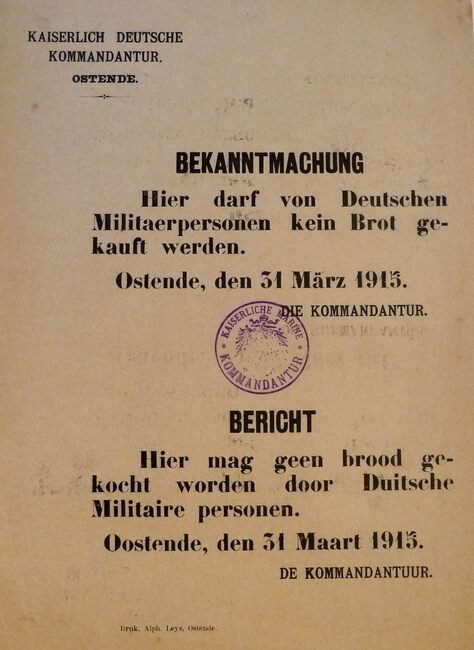 KAISERLICH DEUTSCHE
KOMMANDANTUR.
OSTENDE.
BEKANNTMACHUNG
Hier darf von Deutschen
Militaerpersonen kein Brot ge-
kauft werden.
Ostende, den 31 März 1915.
DIE KOMMANDANTUR.
KAISERLICHE MARINE
KOMMANDANTUR
BERICHT
Hier mag geen brood ge-
kocht worden door Duitsche
Militaire personen.
Oostende, den 31 Maart 1915.
DE KOMMANDANTUUR.
Druk. Alph. Leys, Ostende.